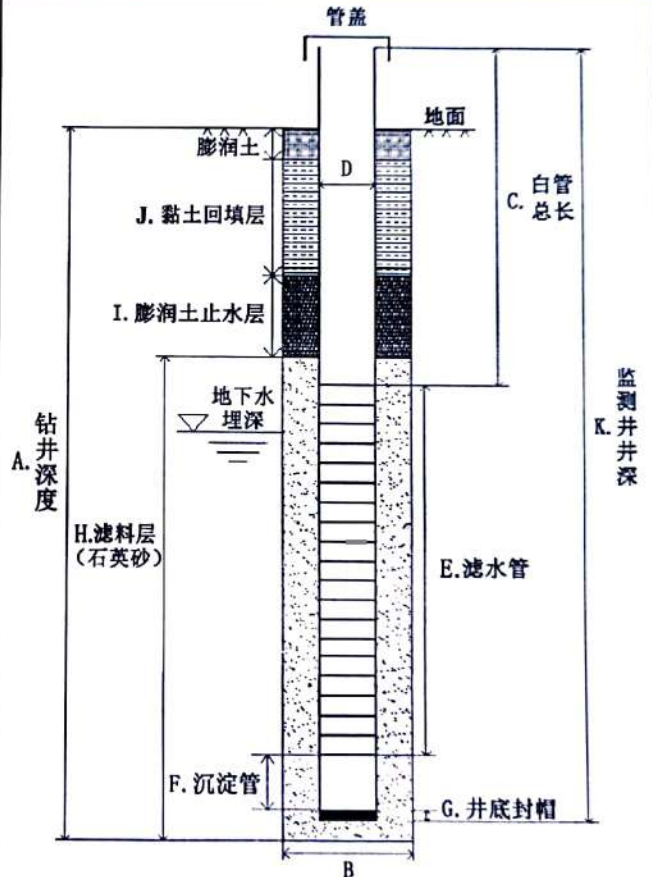 管盖
地面
膨润土
D
C.
白管
总长
J. 黏土回填层
I. 膨润土止水层
地下水
埋深
A.
钻井深度
K.
监测井井深
H.滤料层
(石英砂)
E.滤水管
F. 沉淀管
G. 井底封帽
B